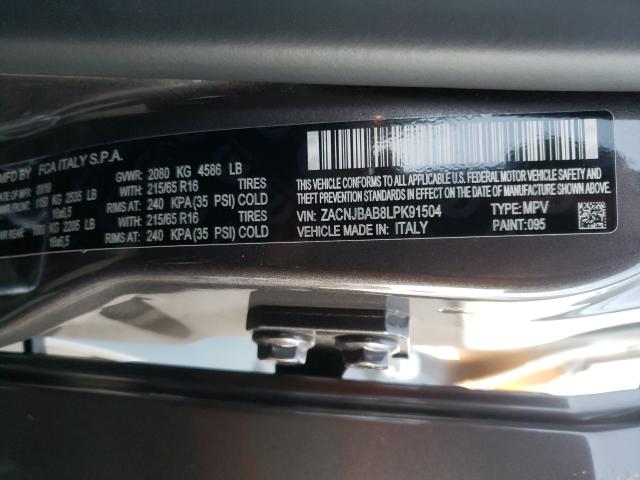 MFD BY FCA ITALY S.P.A.
GVWR: 2080 KG 4586 LB
WITH: 215/65 R16 TIRES
RIMS AT: 240 KPA (35 PSI) COLD
WITH: 215/65 R16 TIRES
RIMS AT: 240 KPA (35 PSI) COLD
THIS VEHICLE CONFORMS TO ALL APPLICABLE U.S. FEDERAL MOTOR VEHICLE SAFETY AND
THEFT PREVENTION STANDARDS IN EFFECT ON THE DATE OF MANUFACTURE SHOWN ABOVE.
VIN: ZACNJBAB8LPK91504 TYPE: MPV
VEHICLE MADE IN: ITALY PAINT: 095